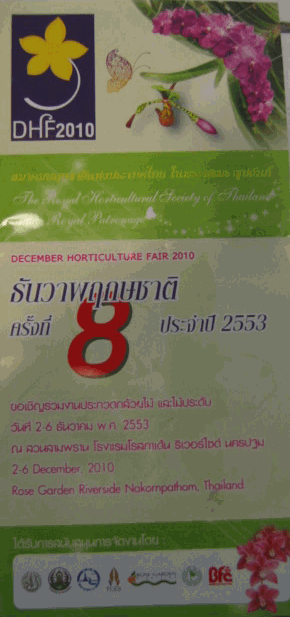 DHF2010
สมาคมพืชสวนแห่งประเทศไทย ในพระบรมราชูปถัมภ์
The Royal Horticultural Society of Thailand
Royal Patronage
DECEMBER HORTICULTURE FAIR 2010
ธันวาพฤกษชาติ
ครั้งที่ 8 ประจำปี 2553
ขอเชิญร่วมงานประกวดกล้วยไม้ และไม้ประดับ
วันที่ 2-6 ธันวาคม พ.ศ. 2553
ณ สวนสามพราน โรงแรมโรสกาเด้น ริเวอร์ไซด์ นครปฐม
2-6 December, 2010
Rose Garden Riverside Nakornpathom, Thailand
ได้รับการสนับสนุนการจัดงานโดย :
ROSE GARDEN